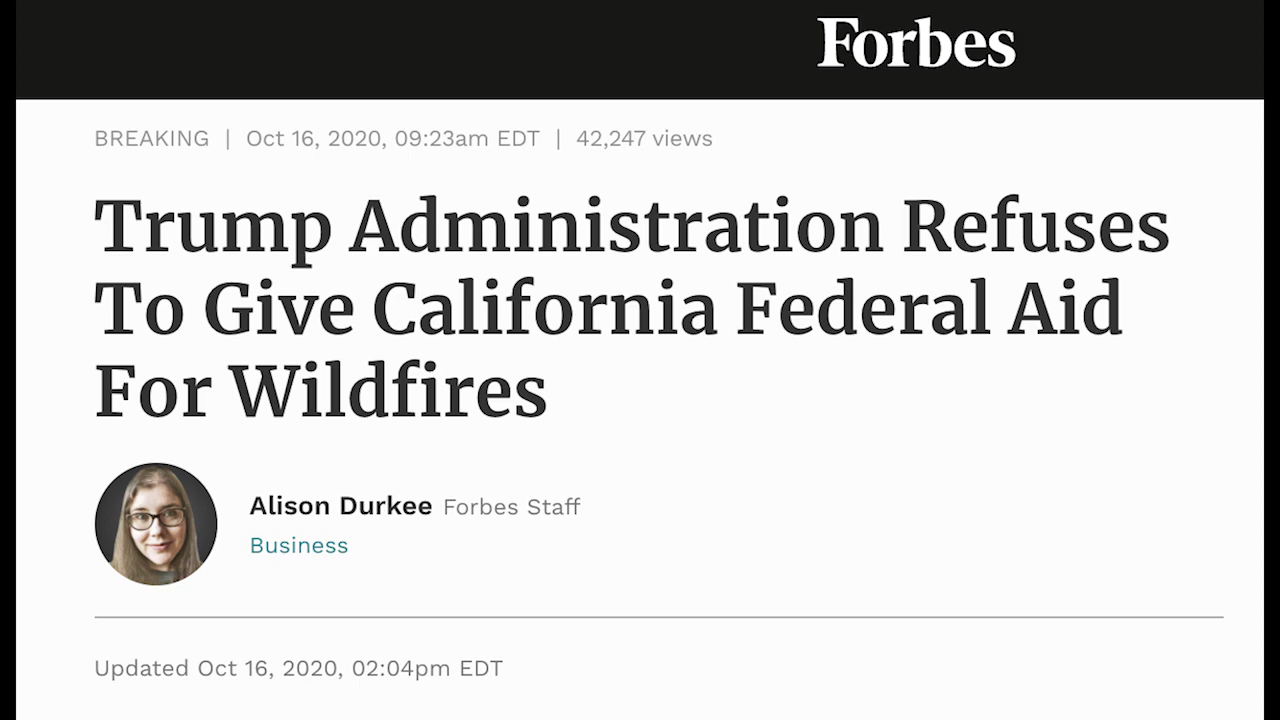 Forbes
BREAKING | Oct 16, 2020, 09:23am EDT | 42,247 views
Trump Administration Refuses
To Give California Federal Aid
For Wildfires
Alison Durkee Forbes Staff
Business
Updated Oct 16, 2020, 02:04pm EDT